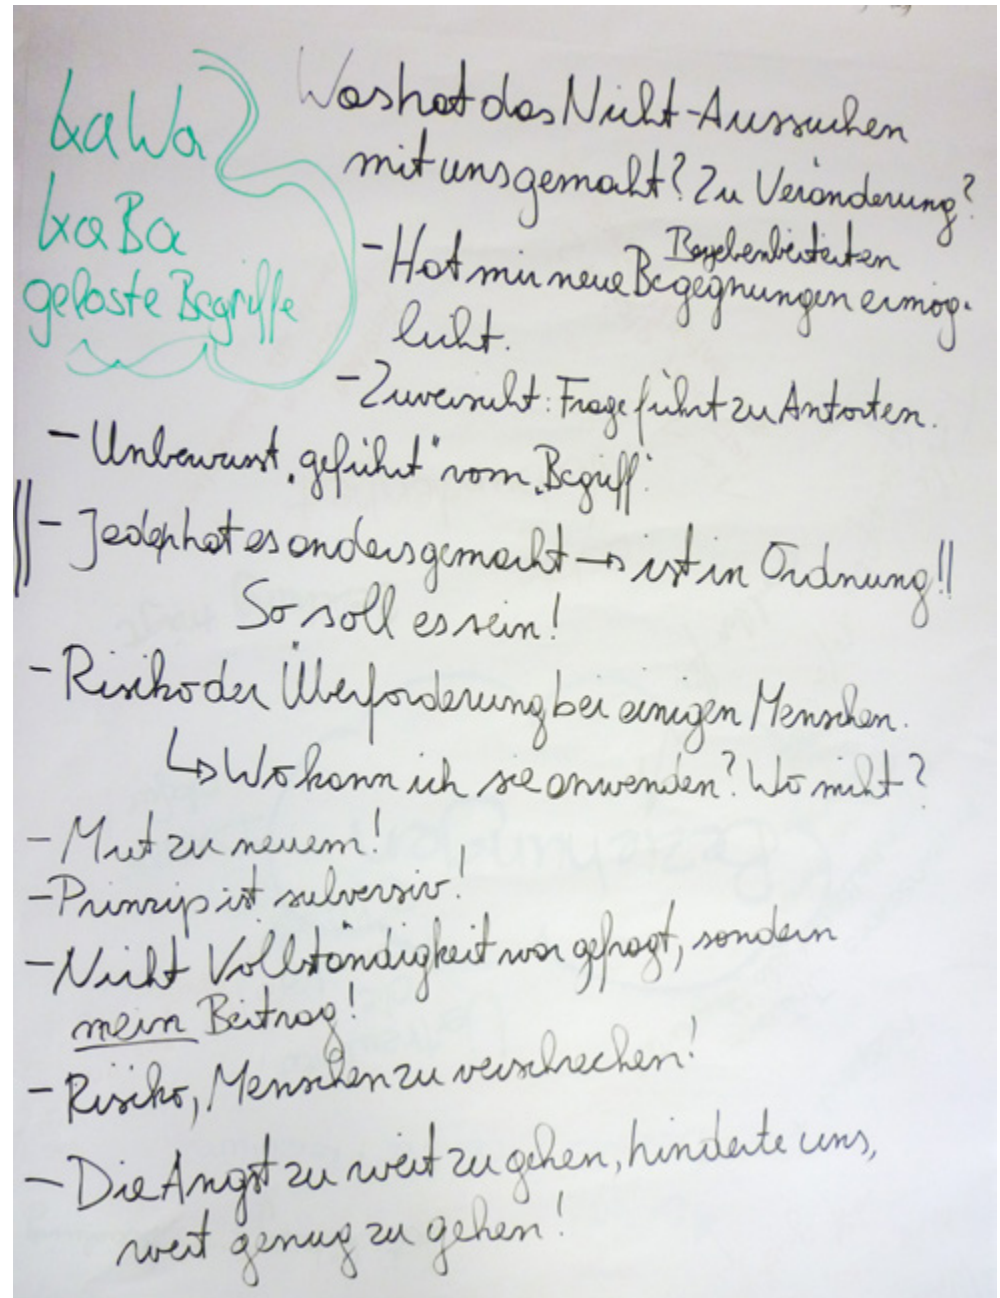 KaWa
KaBa
geloste Begriffe
Was hat das Nicht-Aussuchen
mit uns gemacht? Zu Veränderung?
- Hat mir neue Begegnungen ermög-
licht.
- Zuversicht: Frage führt zu Antorten.
- Unbewusst „geführt" vom „Begriff".
- Jede hat es anders gemacht → ist in Ordnung!!
So soll es sein!
- Risiko der Überforderung bei einigen Menschen.
↳ Wo kann ich sie anwenden? Wo nicht?
- Mut zu neuem!
- Prinzip ist subversiv!
- Nicht Vollständigkeit war gefragt, sondern
mein Beitrag!
- Risiko, Menschen zu verschrecken!
- Die Angst zu weit zu gehen, hinderte uns,
weit genug zu gehen!